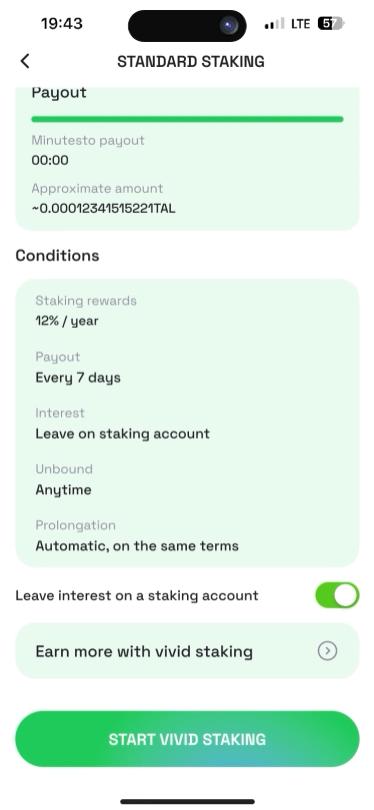 19:43
LTE
57
STANDARD STAKING
Payout
Minutesto payout
00:00
Approximate amount
~0.00012341515221TAL
Conditions
Staking rewards
12% / year
Payout
Every 7 days
Interest
Leave on staking account
Unbound
Anytime
Prolongation
Automatic, on the same terms
Leave interest on a staking account
Earn more with vivid staking
START VIVID STAKING